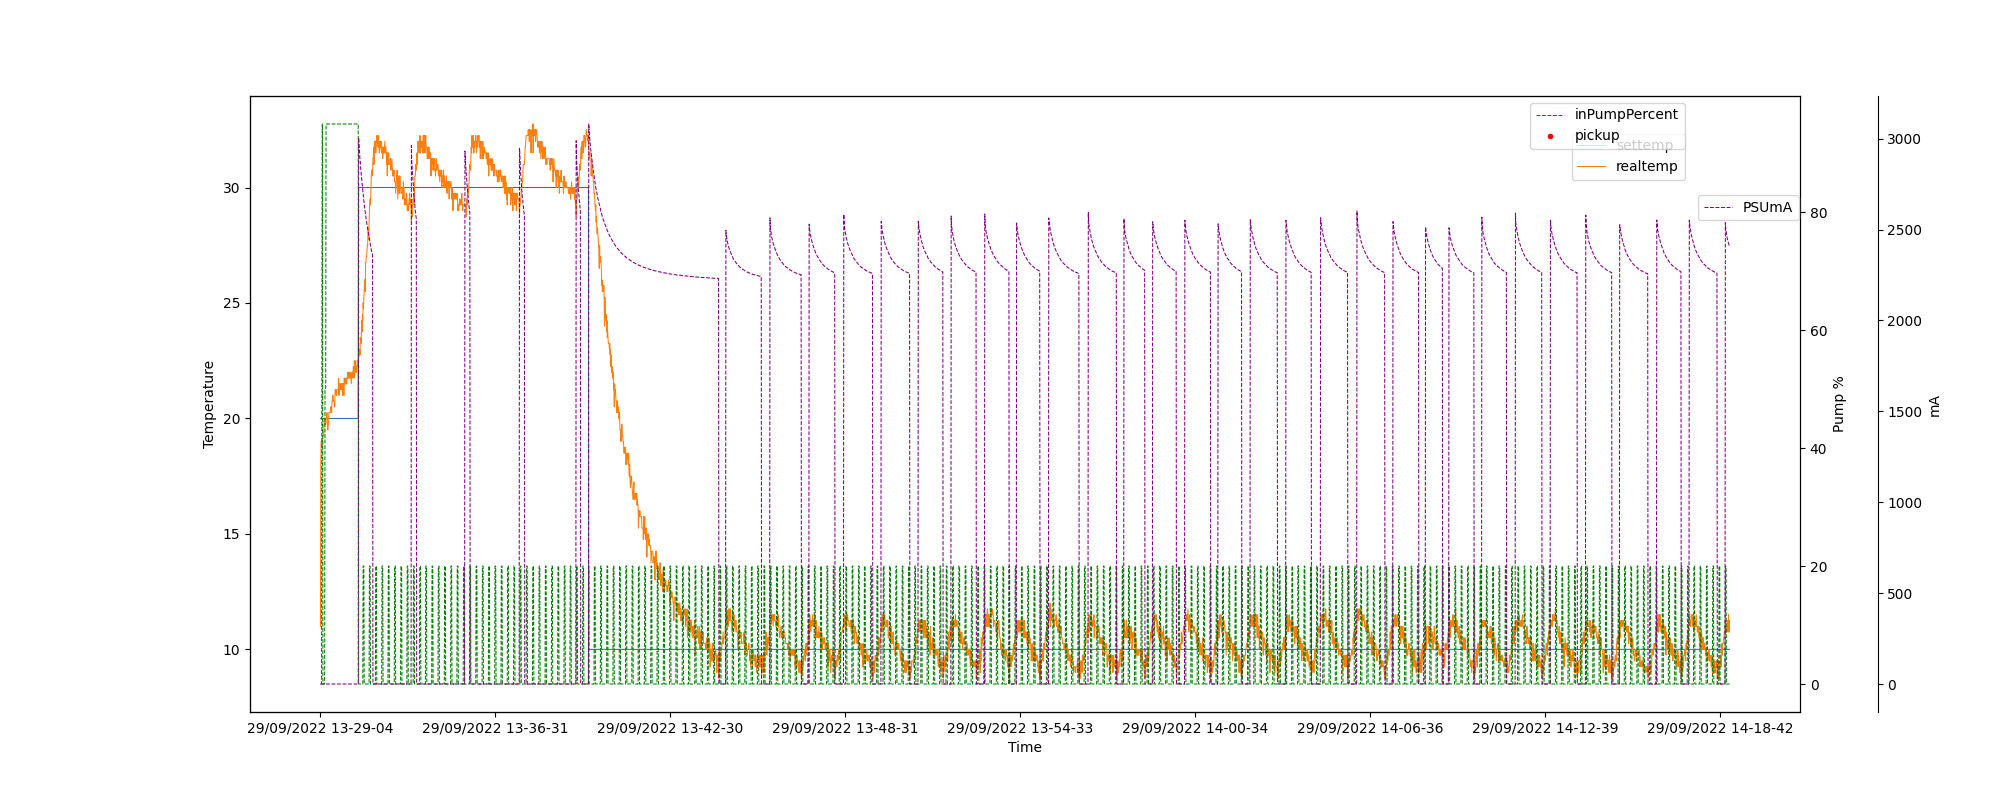 inPumpPercent
pickup
settemp
realtemp
PSUmA
30
25
20
15
10
Temperature
80
60
40
20
0
Pump %
3000
2500
2000
1500
1000
500
0
mA
29/09/2022 13-29-04
29/09/2022 13-36-31
29/09/2022 13-42-30
29/09/2022 13-48-31
29/09/2022 13-54-33
29/09/2022 14-00-34
29/09/2022 14-06-36
29/09/2022 14-12-39
29/09/2022 14-18-42
Time